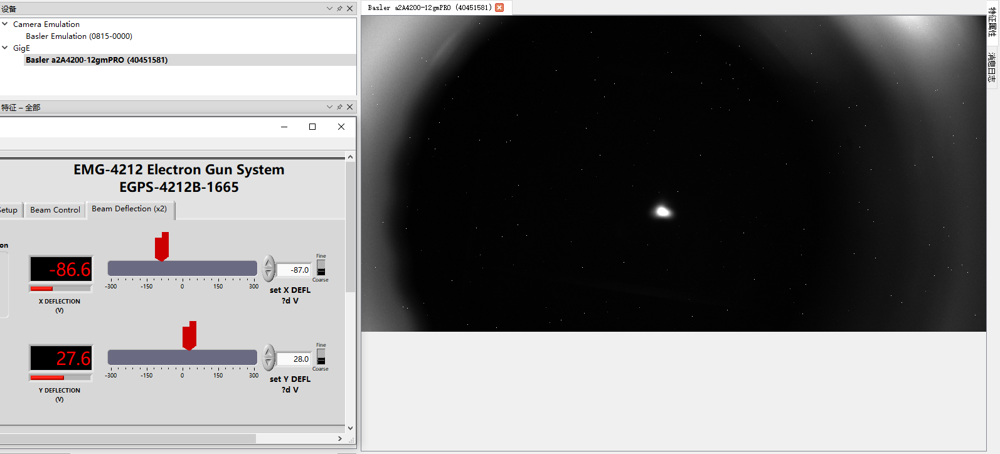 设备
Camera Emulation
Basler Emulation (0815-0000)
GigE
Basler a2A4200-12gmPRO (40451581)
特征 – 全部
EMG-4212 Electron Gun System
EGPS-4212B-1665
Setup
Beam Control
Beam Deflection (x2)
on
-86.6
X DEFLECTION
(V)
-300 -150 0 150 300
-87.0
Fine
Coarse
set X DEFL
?d V
27.6
Y DEFLECTION
(V)
-300 -150 0 150 300
28.0
Fine
Coarse
set Y DEFL
?d V
Basler a2A4200-12gmPRO (40451581)
特征属性
消息日志